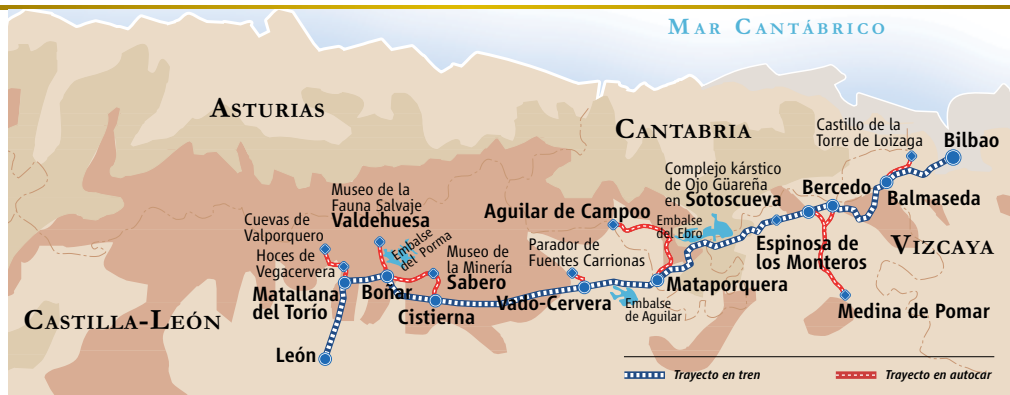 MAR CANTÁBRICO
ASTURIAS
CANTABRIA
Castillo de la
Torre de Loizaga
Bilbao
Complejo kárstico
de Ojo Güareña
en Sotoscueva
Bercedo
Balmaseda
Museo de la
Fauna Salvaje
Valdehuesa
Aguilar de Campoo
Embalse
del Ebro
Cuevas de
Valporquero
Embalse
del Porma
Museo de
la Minería
Sabero
Parador de
Fuentes Carrionas
Espinosa de
los Monteros
VIZCAYA
Hoces de
Vegacervera
Matallana
del Torío
Boñar
Cistierna
Vado-Cervera
Mataporquera
Embalse
de Aguilar
Medina de Pomar
CASTILLA-LEÓN
León
Trayecto en tren
Trayecto en autocar